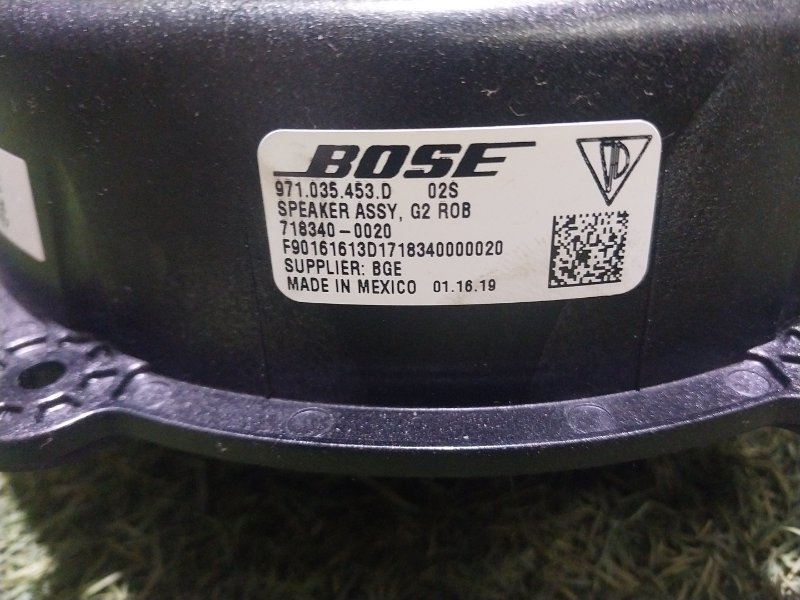 BOSE
971.035.453.D 02S
SPEAKER ASSY, G2 ROB
718340-0020
F90161613D1718340000020
SUPPLIER: BGE
MADE IN MEXICO 01.16.19